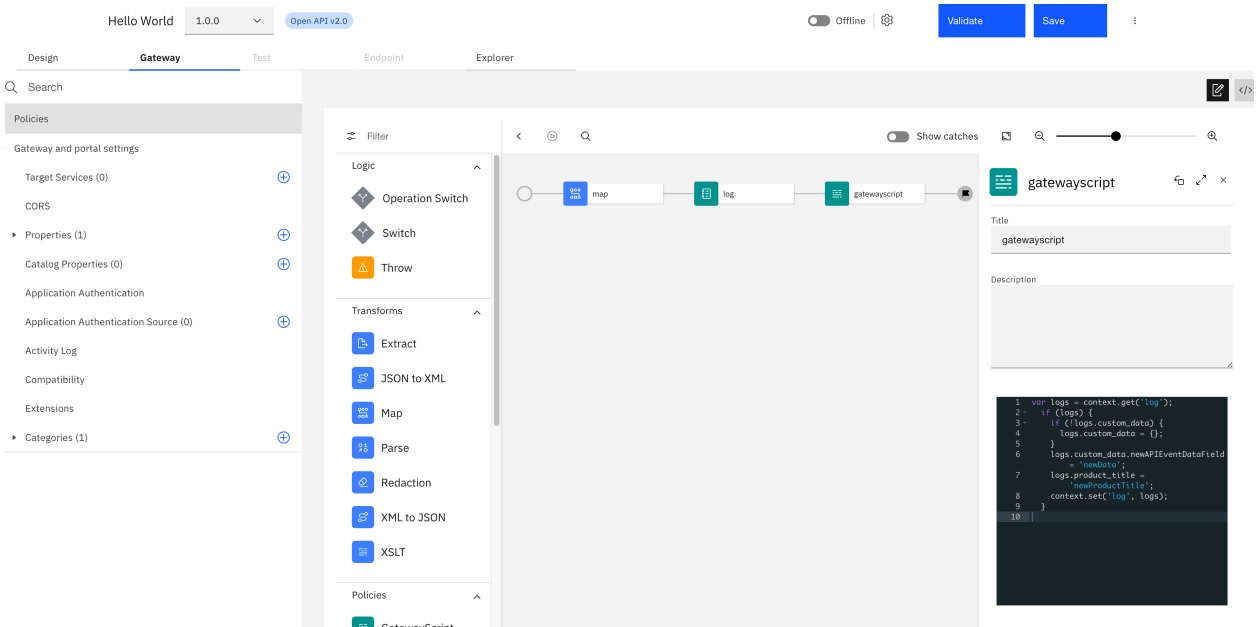 Hello World
1.0.0
Open API v2.0
Offline
Validate
Save
Design
Gateway
Test
Endpoint
Explorer
Search
Policies
Gateway and portal settings
Target Services (0)
CORS
Properties (1)
Catalog Properties (0)
Application Authentication
Application Authentication Source (0)
Activity Log
Compatibility
Extensions
Categories (1)
Filter
Logic
Operation Switch
Switch
Throw
Transforms
Extract
JSON to XML
Map
Parse
Redaction
XML to JSON
XSLT
Policies
GatewayScript
Show catches
map
log
gatewayscript
</>
gatewayscript
Title
gatewayscript
Description
1 var logs = context.get('log');
2 if (logs) {
3 if (!logs.custom_data) {
4 logs.custom_data = {};
5 }
6 logs.custom_data.newAPIEventDataField
= 'newData';
7 logs.product_title =
'newProductTitle';
8 context.set('log', logs);
9 }
10